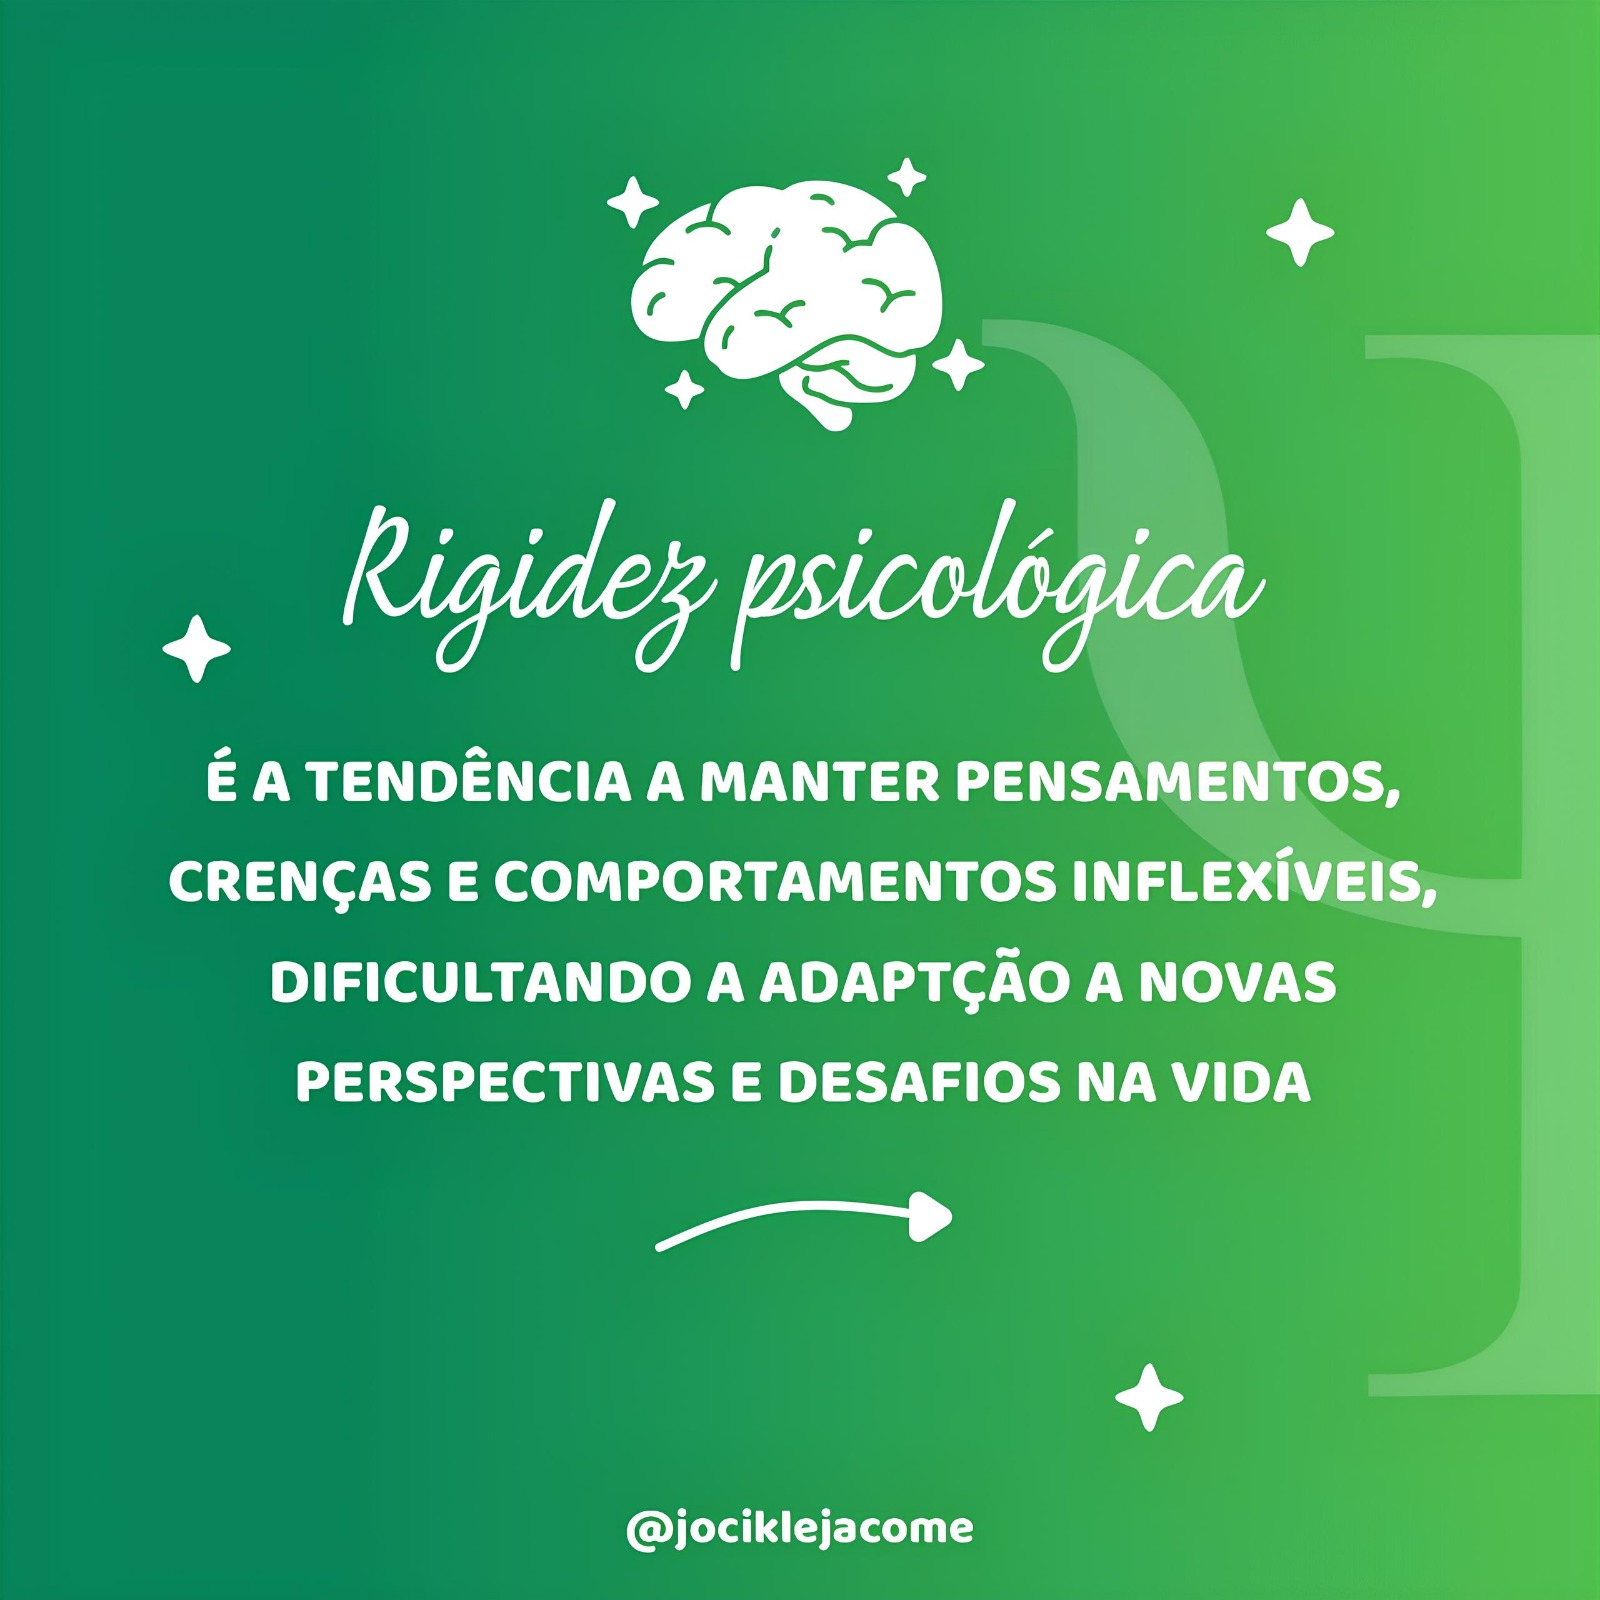 Rigidez psicológica
É A TENDÊNCIA A MANTER PENSAMENTOS,
CRENÇAS E COMPORTAMENTOS INFLEXÍVEIS,
DIFICULTANDO A ADAPTÇÃO A NOVAS
PERSPECTIVAS E DESAFIOS NA VIDA
@jociklejacome